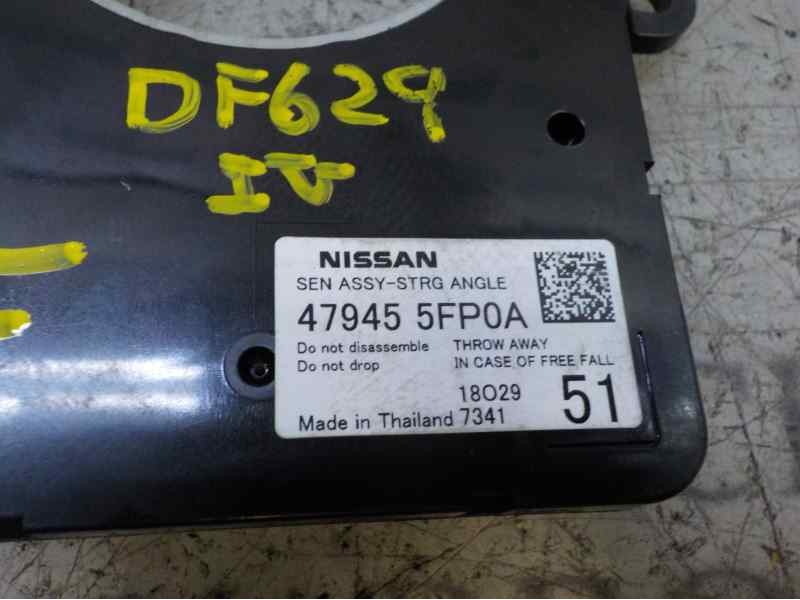 DF629
IV
NISSAN
SEN ASSY-STRG ANGLE
47945 5FP0A
Do not disassemble THROW AWAY
Do not drop IN CASE OF FREE FALL
18O29
Made in Thailand 7341
51